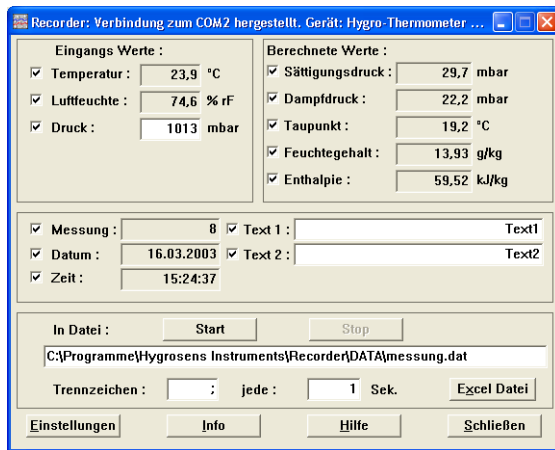 Recorder: Verbindung zum COM2 hergestellt. Gerät: Hygro-Thermometer ...
Eingangs Werte :
Temperatur : 23,9 °C
Luftfeuchte : 74,6 % rF
Druck : 1013 mbar
Berechnete Werte :
Sättigungsdruck : 29,7 mbar
Dampfdruck : 22,2 mbar
Taupunkt : 19,2 °C
Feuchtegehalt : 13,93 g/kg
Enthalpie : 59,52 kJ/kg
Messung : 8 Text 1 : Text1
Datum : 16.03.2003 Text 2 : Text2
Zeit : 15:24:37
In Datei : Start Stop
C:\Programme\Hygrosens Instruments\Recorder\DATA\messung.dat
Trennzeichen : ; jede : 1 Sek. Excel Datei
Einstellungen Info Hilfe Schließen